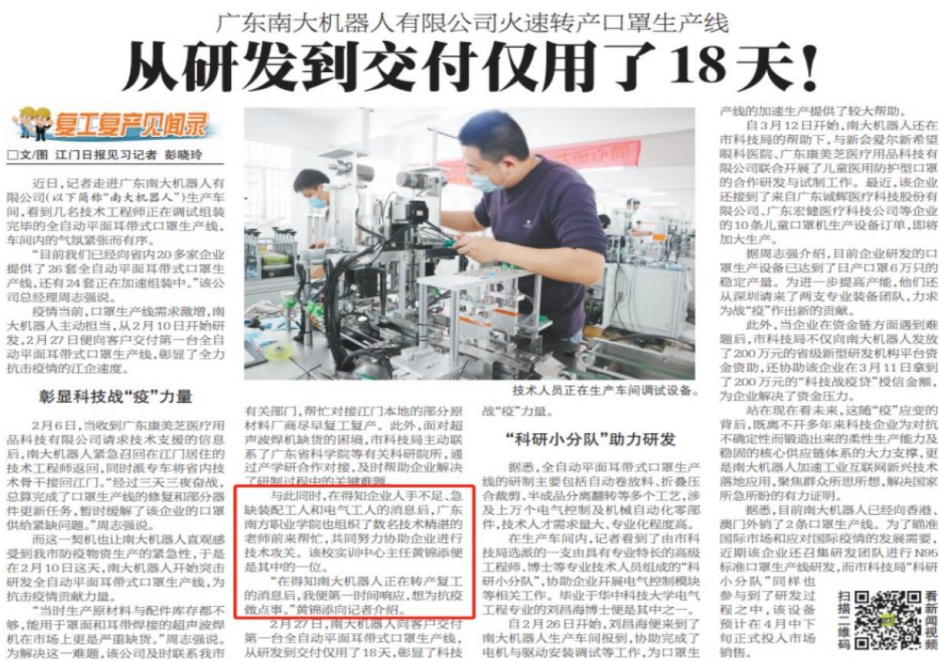 广东南大机器人有限公司火速转产口罩生产线
从研发到交付仅用了18天!
复工复产见闻录
□文/图 江门日报见习记者 彭晓玲
近日,记者走进广东南大机器人有
限公司(以下简称“南大机器人”)生产车
间,看到几名技术工程师正在调试组装
完毕的全自动平面耳带式口罩生产线,
车间内的气氛紧张而有序。
“目前我们已经向省内20多家企业
提供了26套全自动平面耳带式口罩生
产线,还有24套正在加速组装中。”该公
司总经理周志强说。
疫情当前,口罩生产线需求激增,南
大机器人主动担当,从2月10日开始研
发,2月27日便向客户交付第一台全自
动平面耳带式口罩生产线,彰显了全力
抗击疫情的江企速度。
彰显科技战“疫”力量
2月6日,当收到广东康美芝医疗用
品科技有限公司请求技术支援的信息
后,南大机器人紧急召回在江门居住的
技术工程师返回,同时派专车将省内技
术骨干接回江门。“经过三天三夜奋战,
总算完成了口罩生产线的修复和部分器
件更新任务,暂时缓解了该企业的口罩
供给紧缺问题。”周志强说。
而这一契机也让南大机器人直观感
受到我市防疫物资生产的紧急性,于是
在2月10日这天,南大机器人开始突击
研发全自动平面耳带式口罩生产线,为
抗击疫情贡献力量。
“当时生产原材料与配件库存都不
够,能用于罩面和耳带焊接的超声波焊
机在市场上更是严重缺货。”周志强说。
为解决这一难题,该公司及时联系我市
技术人员正在生产车间调试设备。
有关部门,帮忙对接江门本地的部分原
材料厂商尽早复工复产。此外,面对超
声波焊机缺货的困境,市科技局主动联
系了广东省科学院等有关科研院所,通
过产学研合作对接,及时帮助企业解决
了研制过程中的关键难题。
与此同时,在得知企业人手不足、急
缺装配工人和电气工人的消息后,广东
南方职业学院也组织了数名技术精湛的
老师前来帮忙,共同努力协助企业进行
技术攻关。该校实训中心主任黄锦添便
是其中的一位。
“在得知南大机器人正在转产复工
的消息后,我便第一时间响应,想为抗疫
做点事。”黄锦添向记者介绍。
2月27日,南大机器人向客户交付
第一台全自动平面耳带式口罩生产线,
从研发到交付仅用了18天,彰显了科技
战“疫”力量。
“科研小分队”助力研发
据悉,全自动平面耳带式口罩生产
线的研制主要包括自动卷放料、折叠压
合裁剪、半成品分离翻转等多个工艺,涉
及上万个电气控制及机械自动化零部
件,技术人才需求量大、专业化程度高。
在生产车间内,记者看到了由市科
技局选派的一支由具有专业特长的高级
工程师、博士等专业技术人员组成的“科
研小分队”,协助企业开展电气控制模块
等相关工作。毕业于华中科技大学电气
工程专业的刘昌海博士便是其中之一。
自2月26日开始,刘昌海便来到了
南大机器人生产车间报到,协助完成了
电机与驱动安装调试等工作,为口罩生
产线的加速生产提供了较大帮助。
自3月12日开始,南大机器人还在
市科技局的帮助下,与新会爱尔新希望
眼科医院、广东康美芝医疗用品科技有
限公司联合开展了儿童医用防护型口罩
的合作研发与试制工作。最近,该企业
还接到了来自广东诚辉医疗科技股份有
限公司、广东宏健医疗科技公司等企业
的10条儿童口罩机生产设备订单,即将
加大生产。
据周志强介绍,目前企业研发的口
罩生产设备已达到了日产口罩6万只的
稳定产量。为进一步提高产能,他们还
从深圳请来了两支专业装备团队,力求
为战“疫”作出新的贡献。
此外,当企业在资金链方面遇到难
题后,市科技局不仅向南大机器人发放
了200万元的省级新型研发机构平台资
金资助,还协助该企业在3月11日拿到
了200万元的“科技战疫贷”授信金额,
为企业解决了资金压力。
站在现在看未来,这随“疫”应变的
背后,既离不开多年来科技企业为对抗
不确定性而锻造出来的柔性生产能力及
稳固的核心供应链体系的大力支撑,更
是南大机器人加速工业互联网新兴技术
落地应用,聚焦群众所思所想,解决国家
所急所盼的有力证明。
据悉,目前南大机器人已经向香港、
澳门外销了2条口罩生产线。为了瞄准
国际市场和应对国际疫情的发展需要,
近期该企业还召集研发团队进行N95
标准口罩生产线研发,而市科技局“科研
小分队”同样也
参与到了研发过
程之中,该设备
预计在4月中下
旬正式投入市场
销售。
扫描二维码
看新闻视频